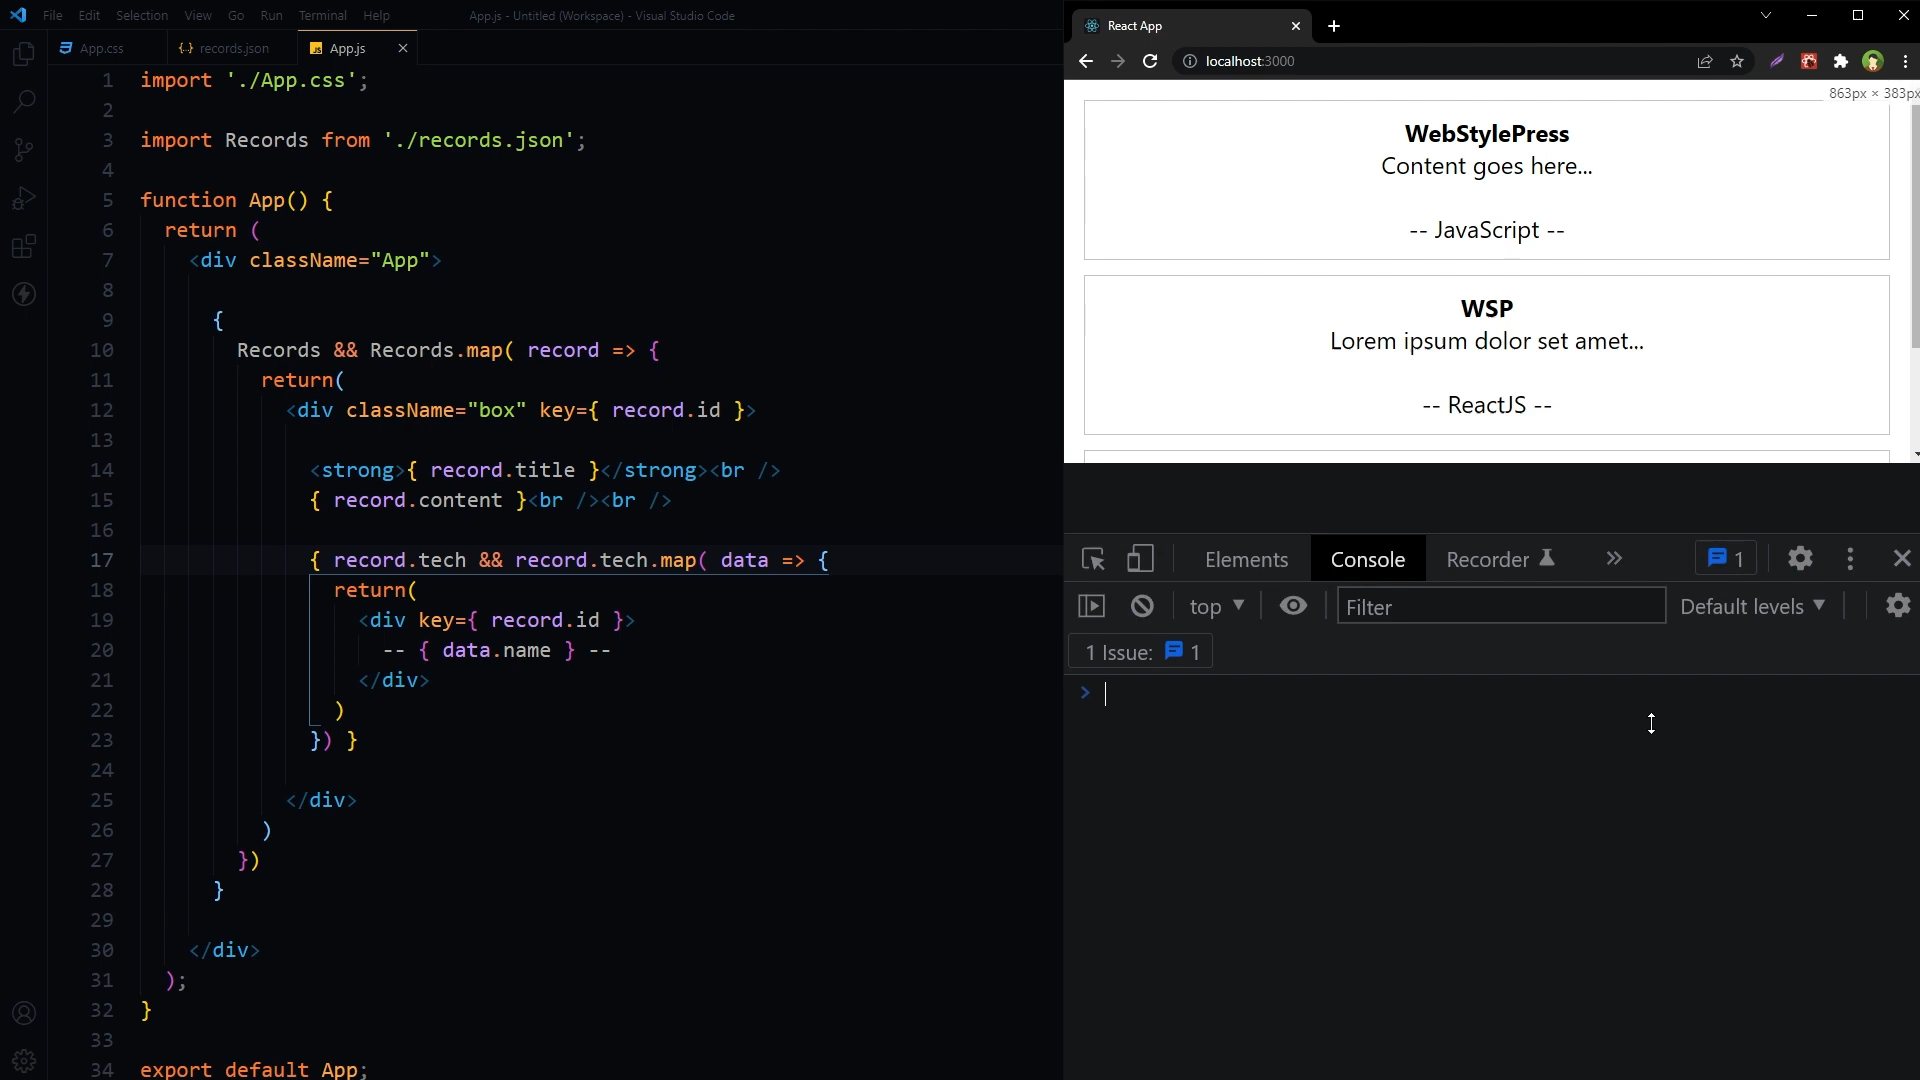 File Edit Selection View Go Run Terminal Help App.js - Untitled (Workspace) - Visual Studio Code
App.css records.json App.js
1 import './App.css';
2
3 import Records from './records.json';
4
5 function App() {
6 return (
7 <div className="App">
8
9 {
10 Records && Records.map( record => {
11 return(
12 <div className="box" key={ record.id }>
13
14 <strong>{ record.title }</strong><br />
15 { record.content }<br /><br />
16
17 { record.tech && record.tech.map( data => {
18 return(
19 <div key={ record.id }>
20 -- { data.name } --
21 </div>
22 )
23 }) }
24
25 </div>
26 )
27 })
28 }
29
30 </div>
31 );
32 }
33
34 export default App;
React App
localhost:3000
863px × 383px
WebStylePress
Content goes here...
-- JavaScript --
WSP
Lorem ipsum dolor set amet...
-- ReactJS --
Elements Console Recorder 1
top Filter Default levels
1 Issue: 1